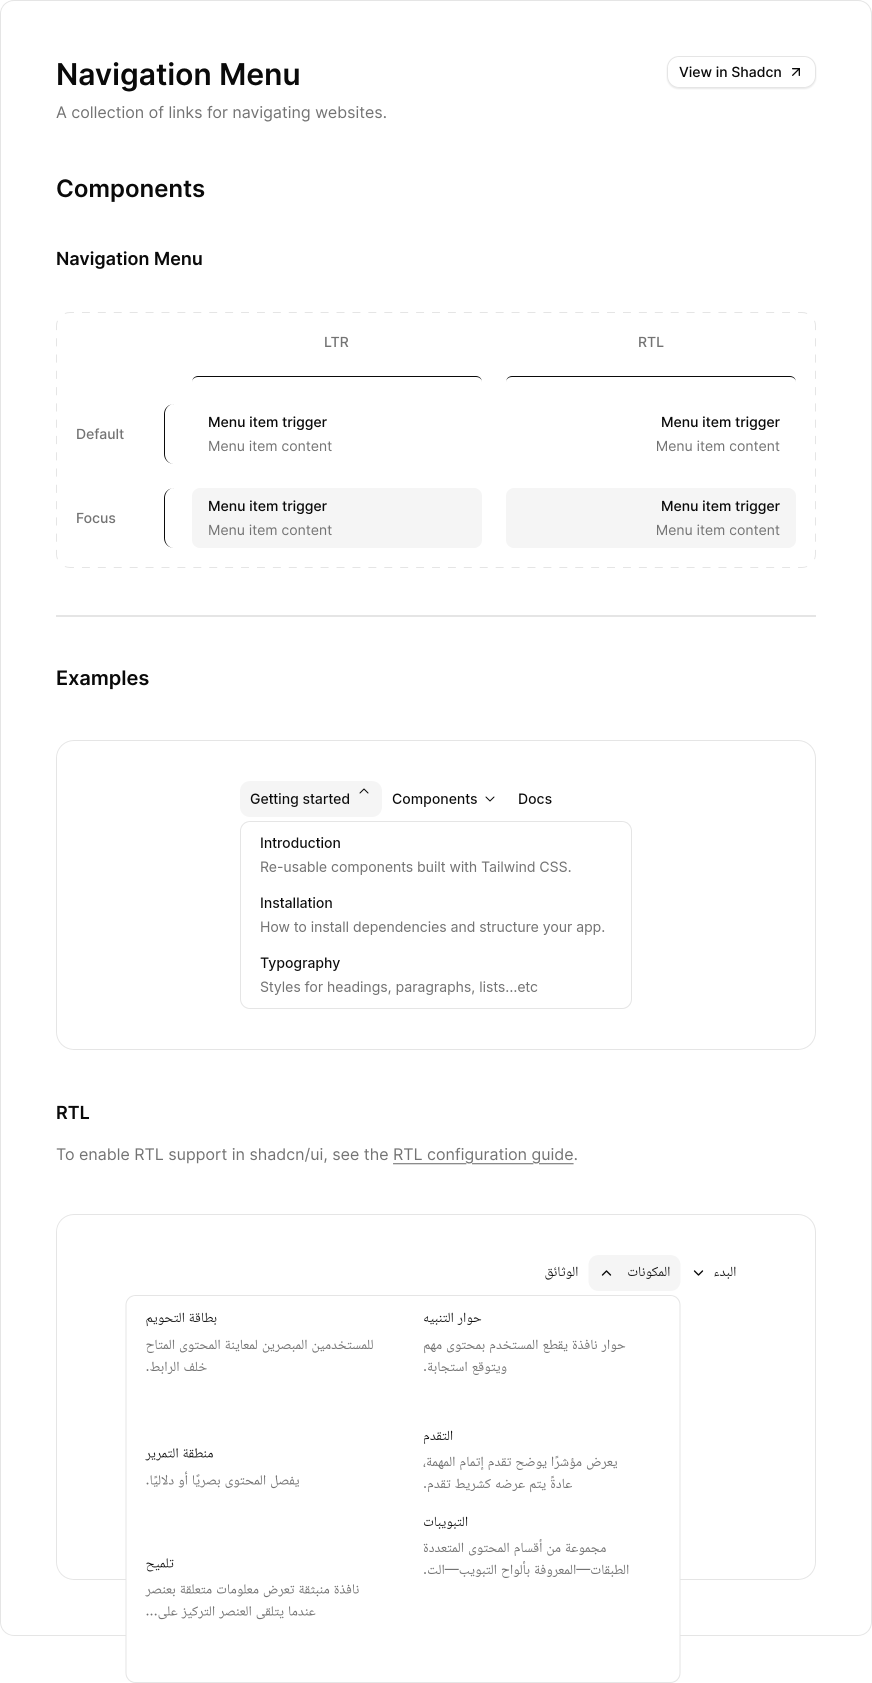 Navigation Menu
View in Shadcn
A collection of links for navigating websites.
Components
Navigation Menu
LTR
RTL
Default
Menu item trigger
Menu item content
Menu item trigger
Menu item content
Focus
Menu item trigger
Menu item content
Menu item trigger
Menu item content
Examples
Getting started
Components
Docs
Introduction
Re-usable components built with Tailwind CSS.
Installation
How to install dependencies and structure your app.
Typography
Styles for headings, paragraphs, lists...etc
RTL
To enable RTL support in shadcn/ui, see the RTL configuration guide.
البدء
المكونات
الوثائق
حوار التنبيه
حوار نافذة يقطع المستخدم بمحتوى مهم
ويتوقع استجابة.
بطاقة التحويم
للمستخدمين المبصرين لمعاينة المحتوى المتاح
خلف الرابط.
التقدم
يعرض مؤشرًا يوضح تقدم إتمام المهمة،
عادةً يتم عرضه كشريط تقدم.
منطقة التمرير
يفصل المحتوى بصريًا أو دلاليًا.
التبويبات
مجموعة من أقسام المحتوى المتعددة
الطبقات—المعروفة بألواح التبويب—الت.
تلميح
نافذة منبثقة تعرض معلومات متعلقة بعنصر
عندما يتلقى العنصر التركيز على...